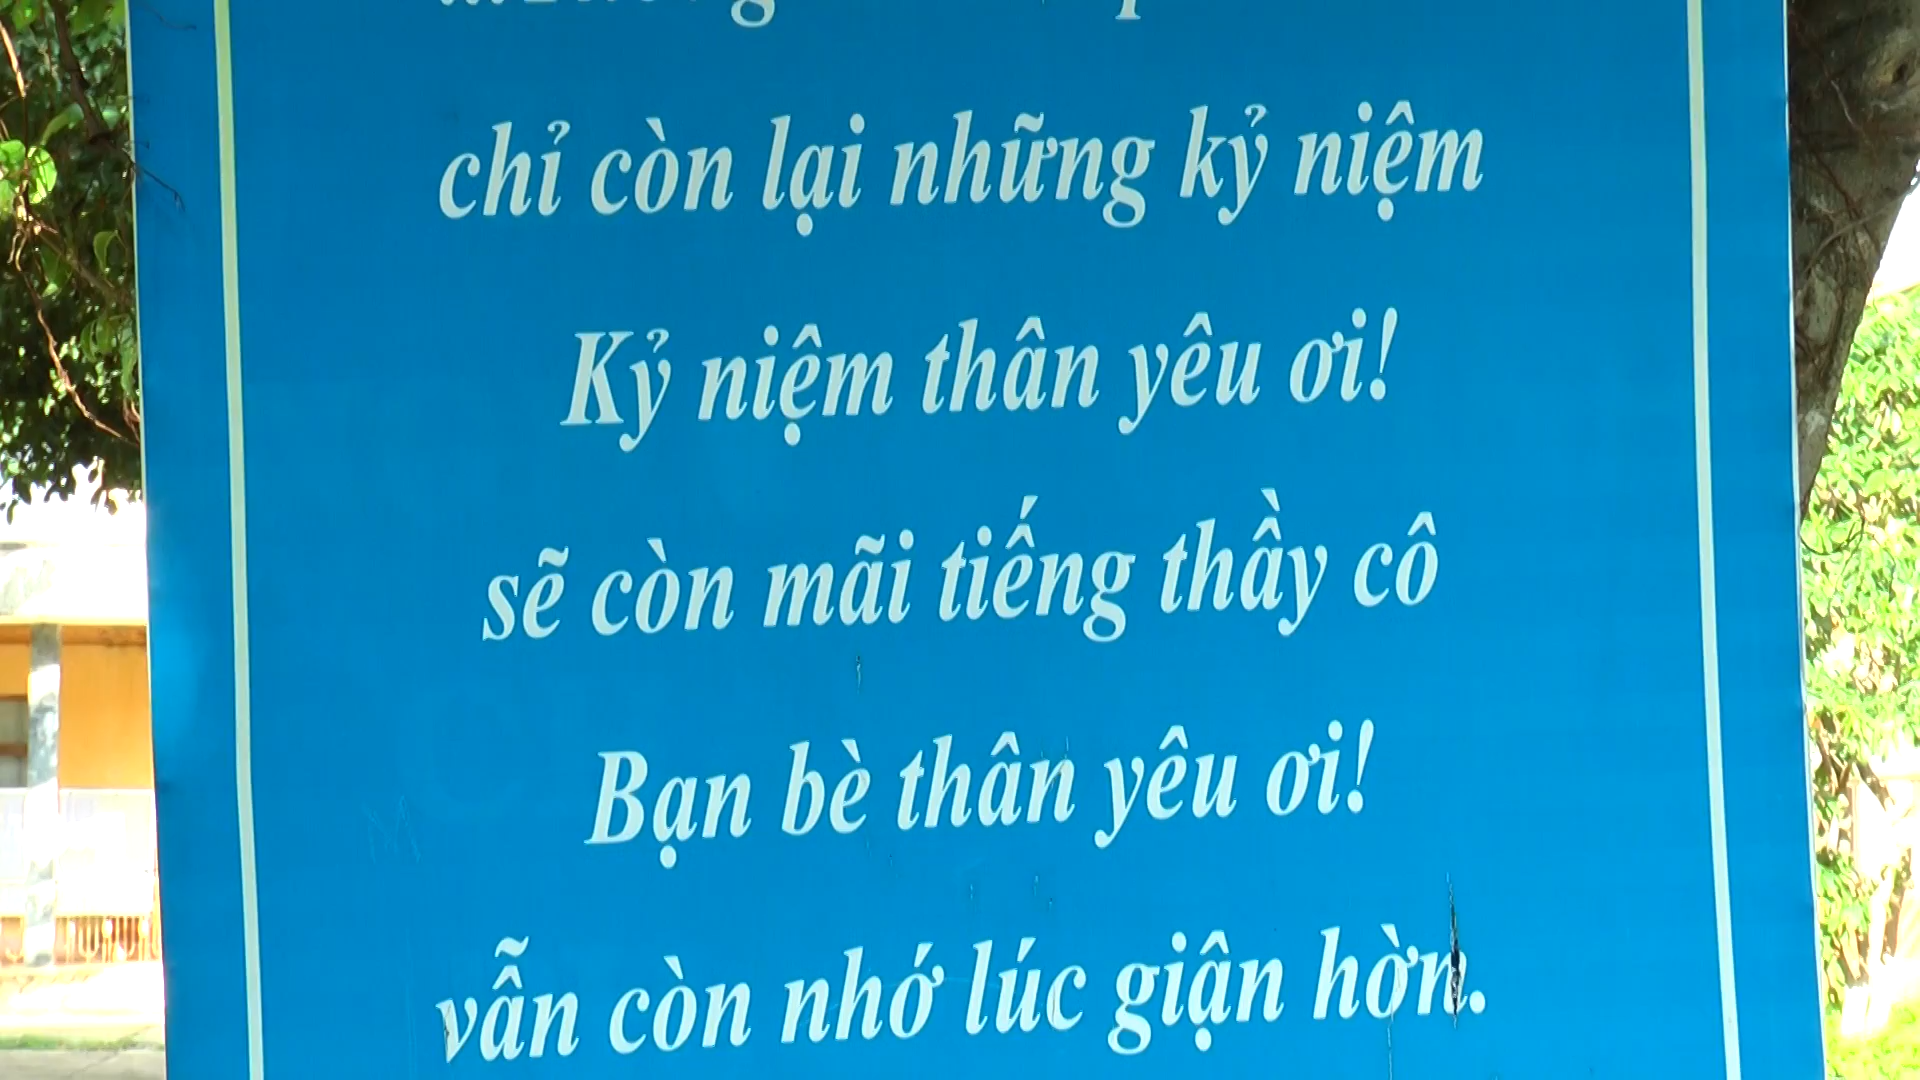 chỉ còn lại những kỷ niệm
Kỷ niệm thân yêu ơi!
sẽ còn mãi tiếng thầy cô
Bạn bè thân yêu ơi!
vẫn còn nhớ lúc giận hờn.